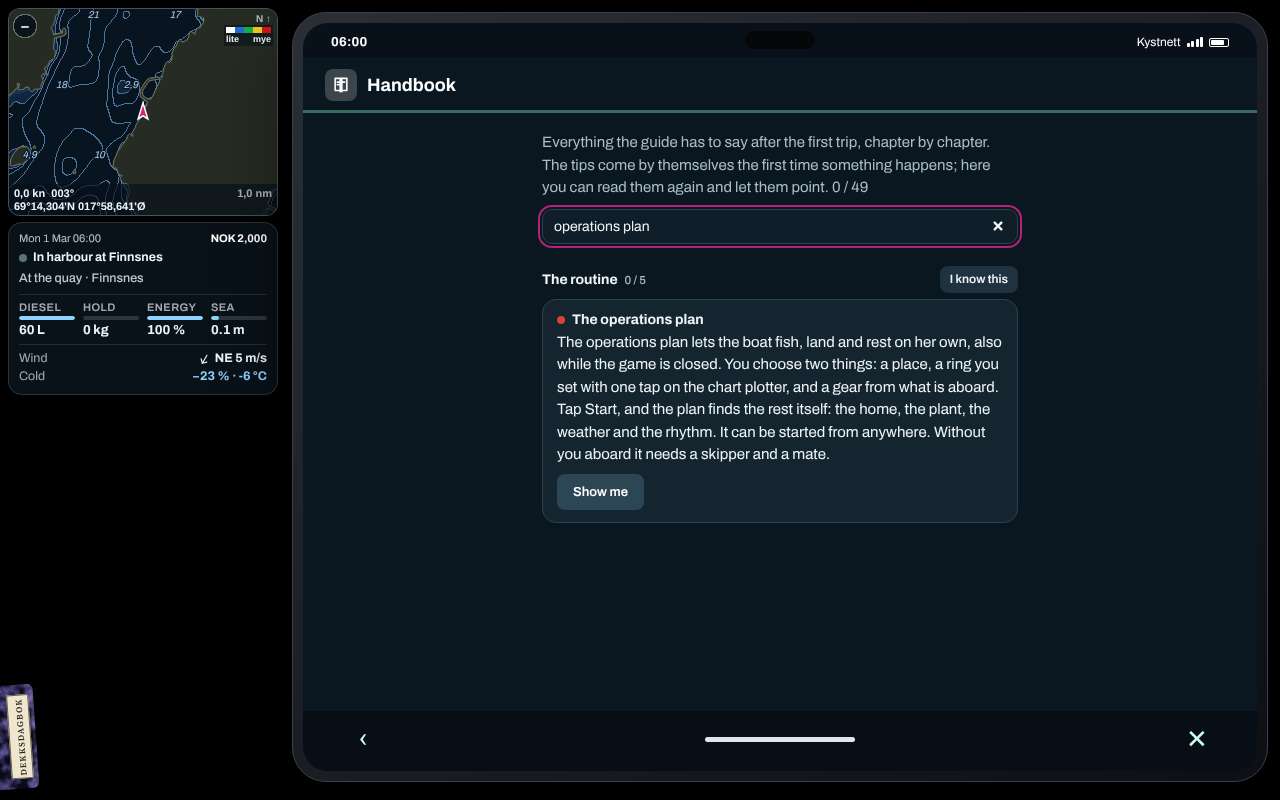 21
17
N ↑
lite mye
18
2,9
4,9
10
0,0 kn 003°
1,0 nm
69°14,304'N 017°58,641'Ø
Mon 1 Mar 06:00
NOK 2,000
In harbour at Finnsnes
At the quay · Finnsnes
DIESEL HOLD ENERGY SEA
60 L 0 kg 100 % 0.1 m
Wind ↙ NE 5 m/s
Cold −23 % · -6 °C
DEKKSDAGBOK
06:00
Kystnett
Handbook
Everything the guide has to say after the first trip, chapter by chapter.
The tips come by themselves the first time something happens; here
you can read them again and let them point. 0 / 49
operations plan
The routine 0 / 5
I know this
The operations plan
The operations plan lets the boat fish, land and rest on her own, also
while the game is closed. You choose two things: a place, a ring you
set with one tap on the chart plotter, and a gear from what is aboard.
Tap Start, and the plan finds the rest itself: the home, the plant, the
weather and the rhythm. It can be started from anywhere. Without
you aboard it needs a skipper and a mate.
Show me